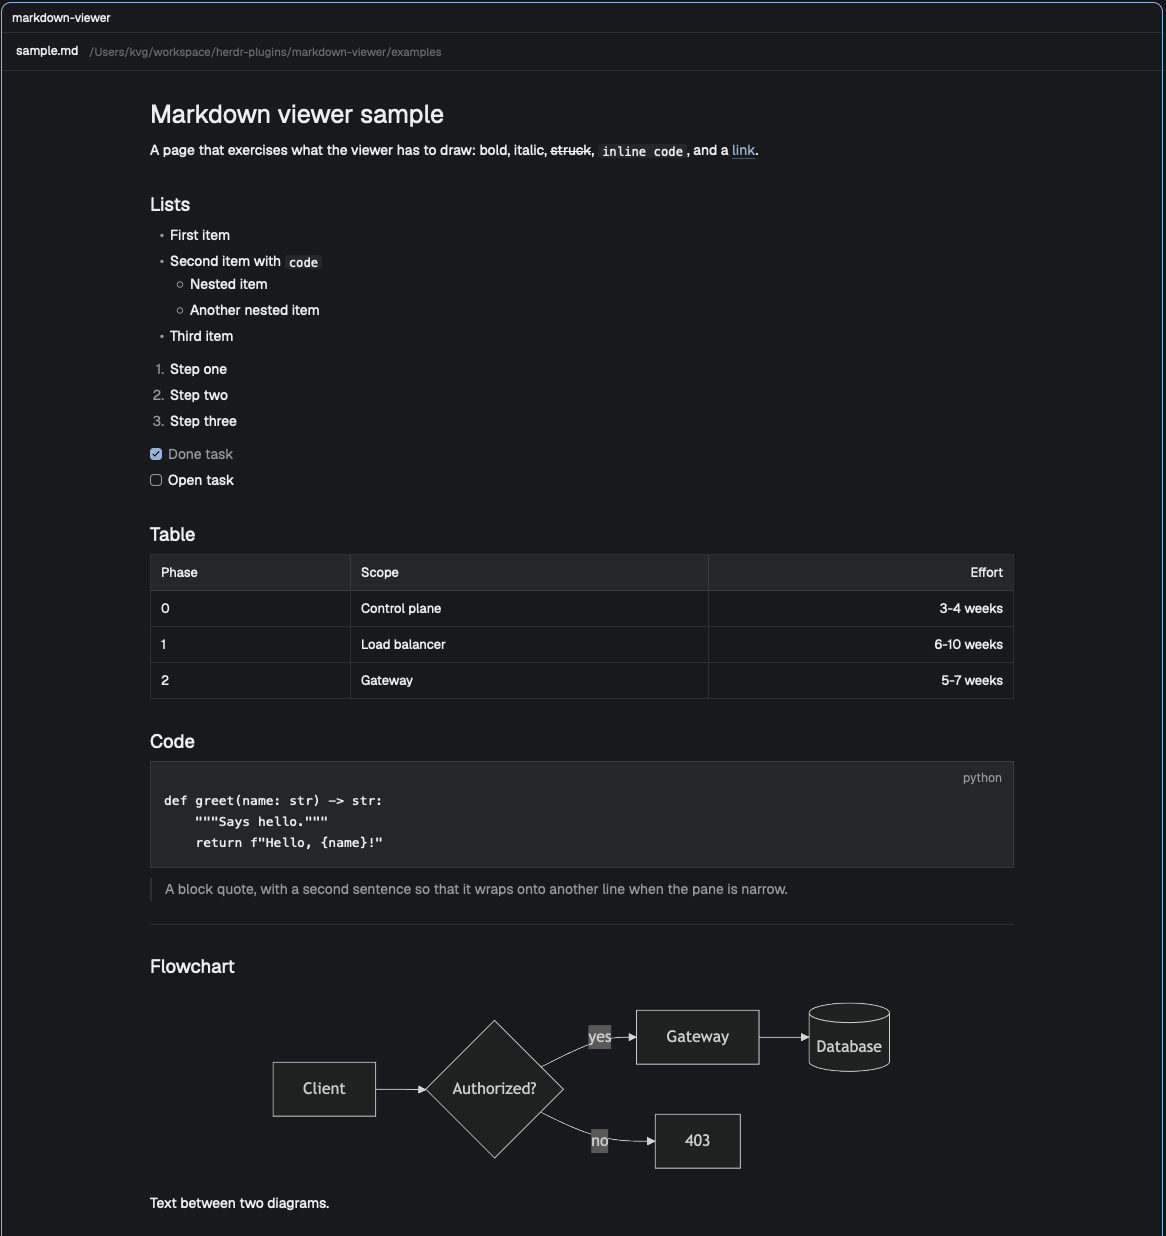 markdown-viewer
sample.md /Users/kvg/workspace/herdr-plugins/markdown-viewer/examples
Markdown viewer sample
A page that exercises what the viewer has to draw: bold, italic, struck, inline code, and a link.
Lists
• First item
• Second item with code
○ Nested item
○ Another nested item
• Third item
1. Step one
2. Step two
3. Step three
Done task
Open task
Table
Phase Scope Effort
0 Control plane 3-4 weeks
1 Load balancer 6-10 weeks
2 Gateway 5-7 weeks
Code
python
def greet(name: str) -> str:
    """Says hello."""
    return f"Hello, {name}!"
A block quote, with a second sentence so that it wraps onto another line when the pane is narrow.
Flowchart
Client
Authorized?
yes
Gateway
Database
no
403
Text between two diagrams.